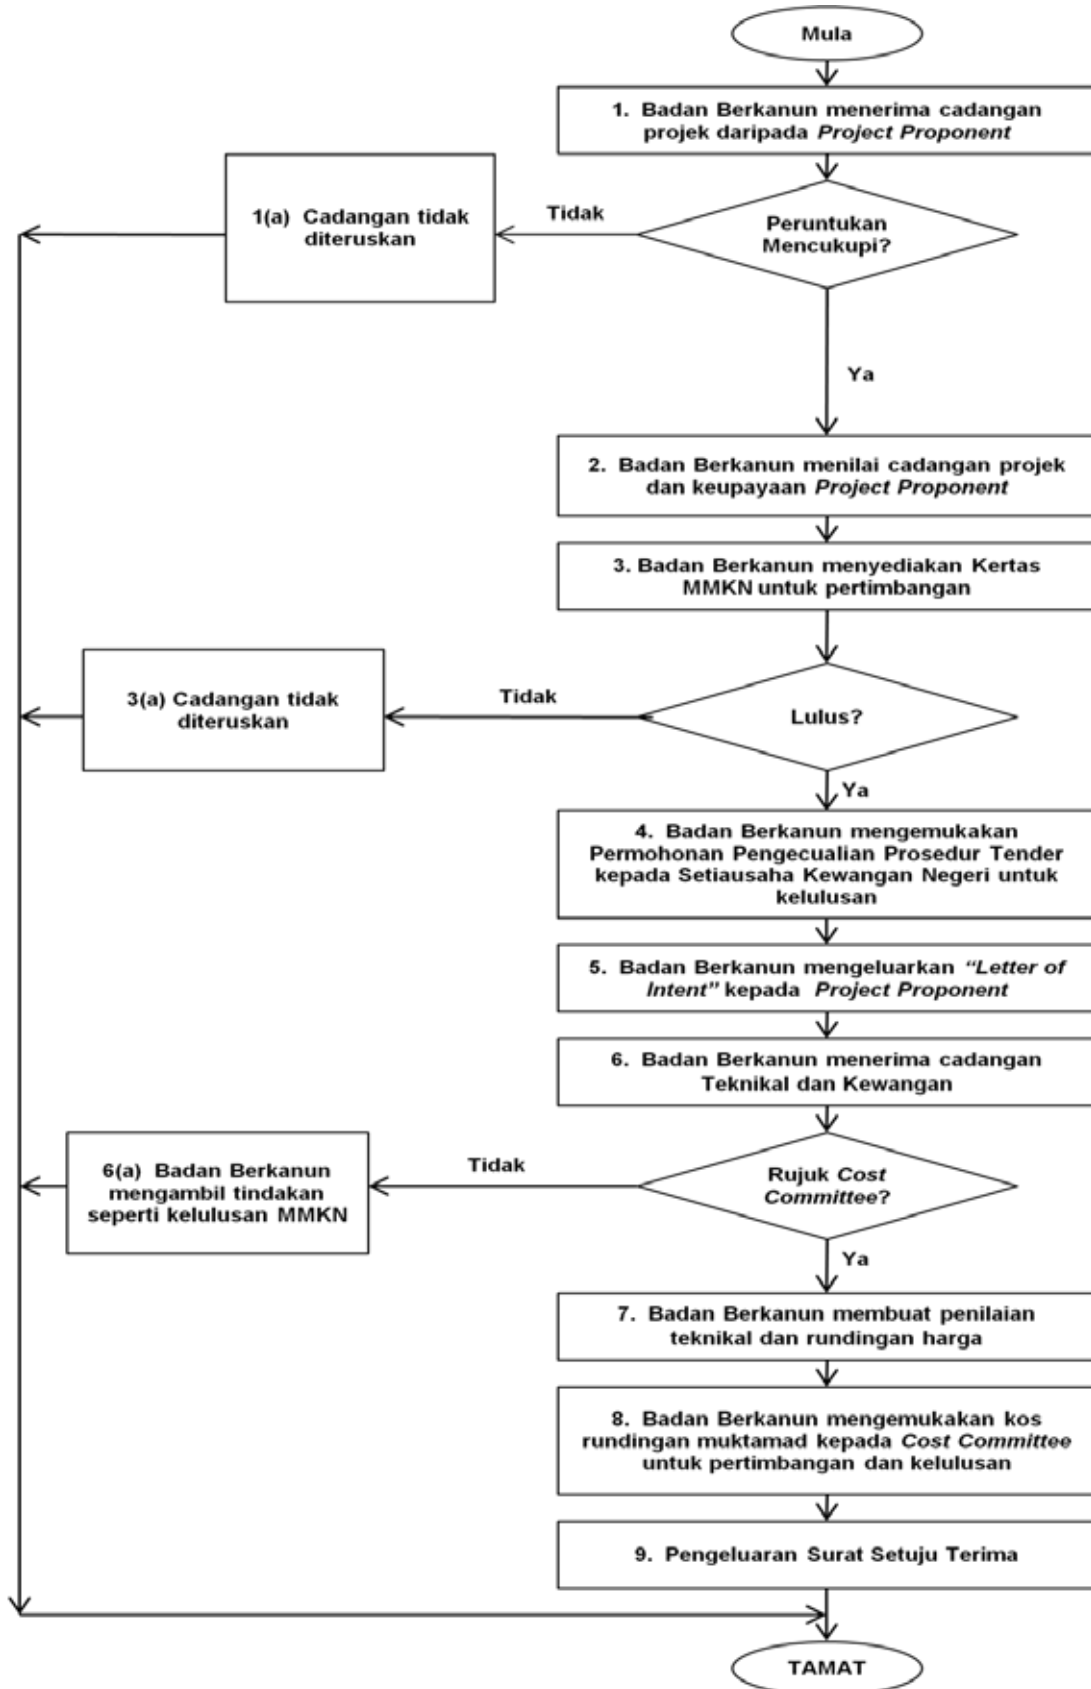 Mula
1. Badan Berkanun menerima cadangan
projek daripada Project Proponent
1(a) Cadangan tidak
diteruskan
Tidak
Peruntukan
Mencukupi?
Ya
2. Badan Berkanun menilai cadangan projek
dan keupayaan Project Proponent
3. Badan Berkanun menyediakan Kertas
MMKN untuk pertimbangan
3(a) Cadangan tidak
diteruskan
Tidak
Lulus?
Ya
4. Badan Berkanun mengemukakan
Permohonan Pengecualian Prosedur Tender
kepada Setiausaha Kewangan Negeri untuk
kelulusan
5. Badan Berkanun mengeluarkan “Letter of
Intent” kepada Project Proponent
6. Badan Berkanun menerima cadangan
Teknikal dan Kewangan
6(a) Badan Berkanun
mengambil tindakan
seperti kelulusan MMKN
Tidak
Rujuk Cost
Committee?
Ya
7. Badan Berkanun membuat penilaian
teknikal dan rundingan harga
8. Badan Berkanun mengemukakan kos
rundingan muktamad kepada Cost Committee
untuk pertimbangan dan kelulusan
9. Pengeluaran Surat Setuju Terima
TAMAT